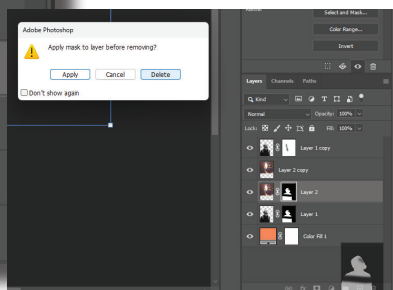 Adobe Photoshop
Apply mask to layer before removing?
Apply
Cancel
Delete
Don't show again
Select and Mask...
Color Range...
Invert
Layers Channels Paths
Kind
Normal
Opacity: 100%
Lock:
Fill: 100%
Layer 1 copy
Layer 2 copy
Layer 2
Layer 1
Color Fill 1
fx